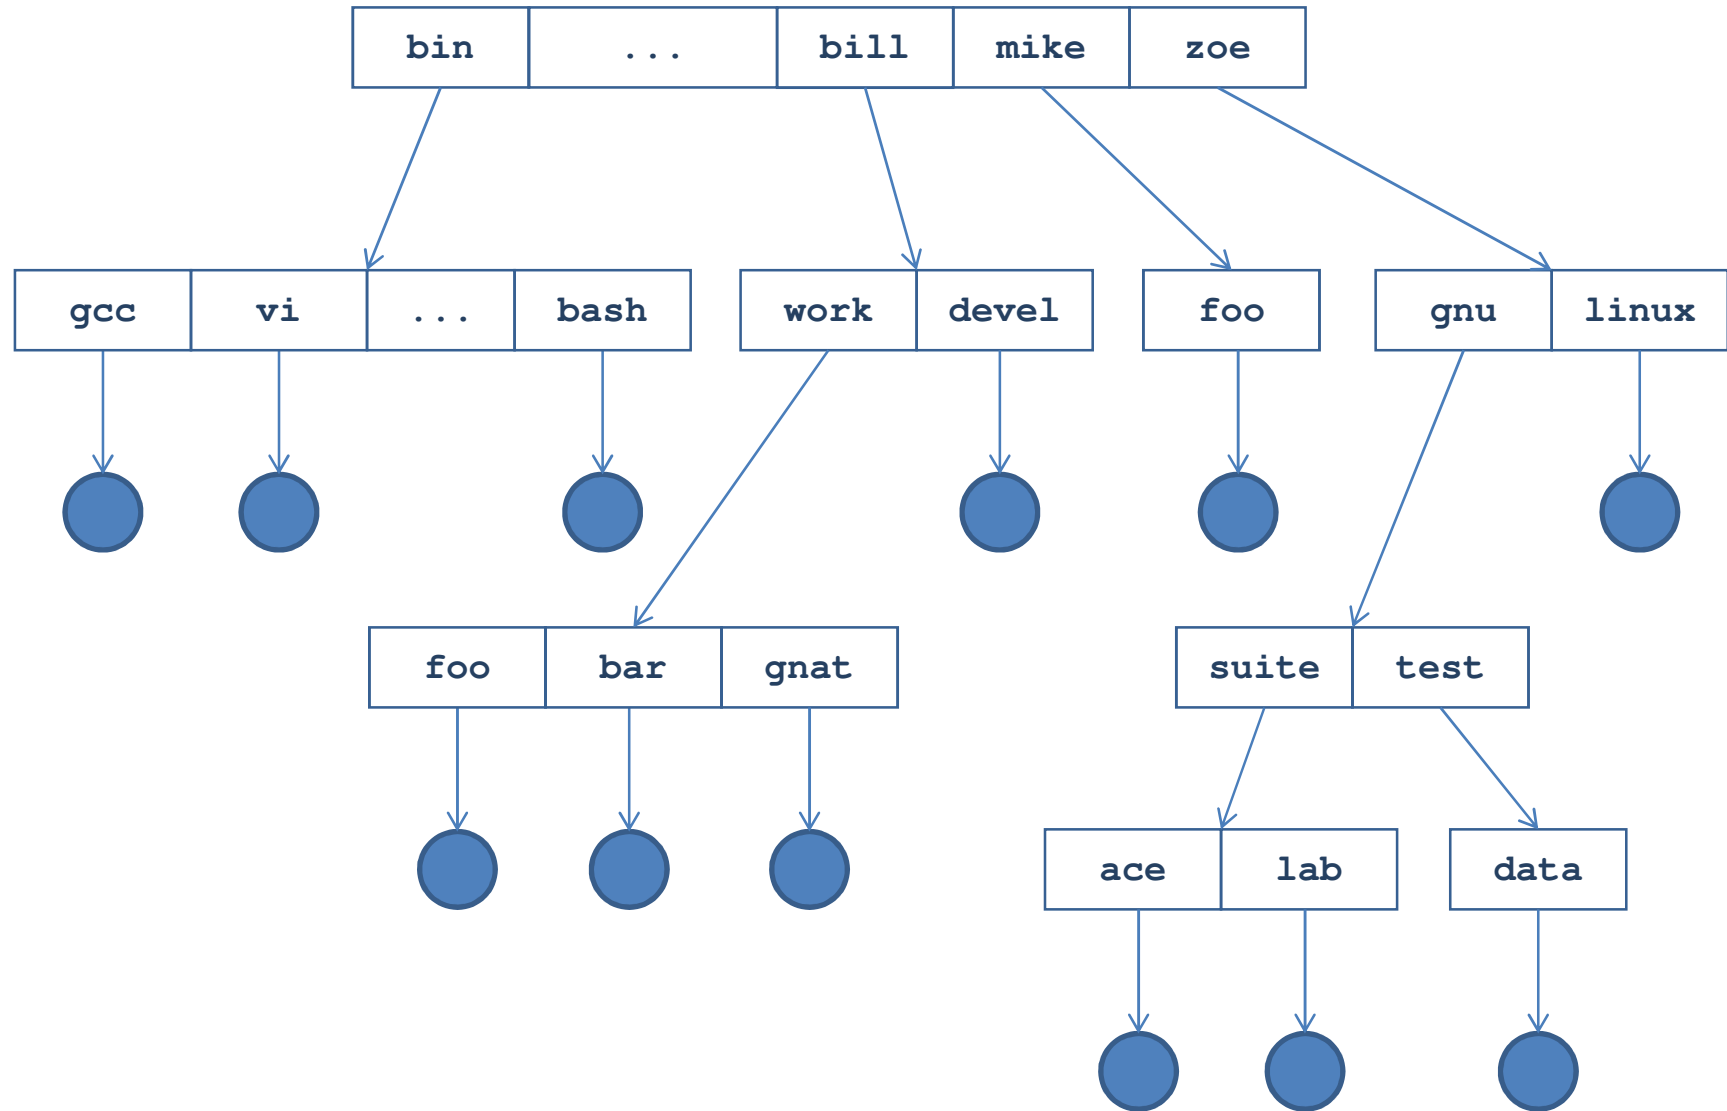 bin ... bill mike zoe
gcc vi ... bash work devel foo gnu linux
foo bar gnat suite test
ace lab data